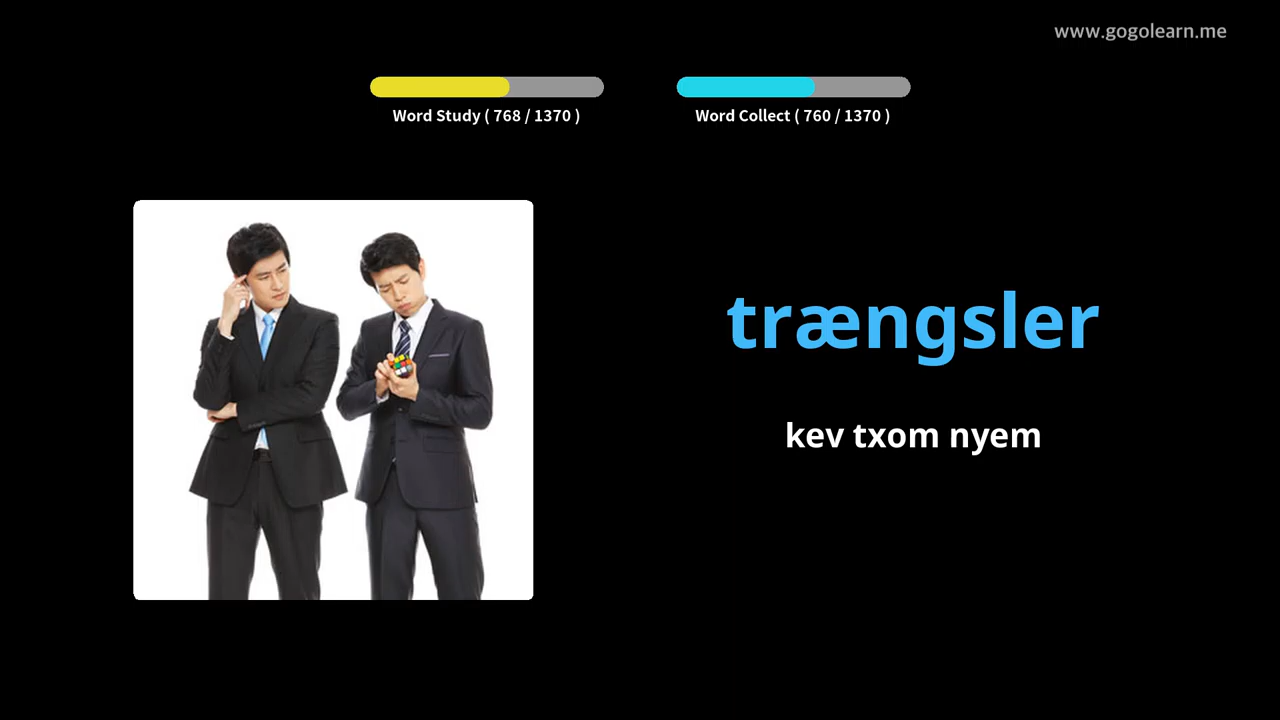 www.gogolearn.me
Word Study ( 768 / 1370 )
Word Collect ( 760 / 1370 )
trængsler
kev txom nyem